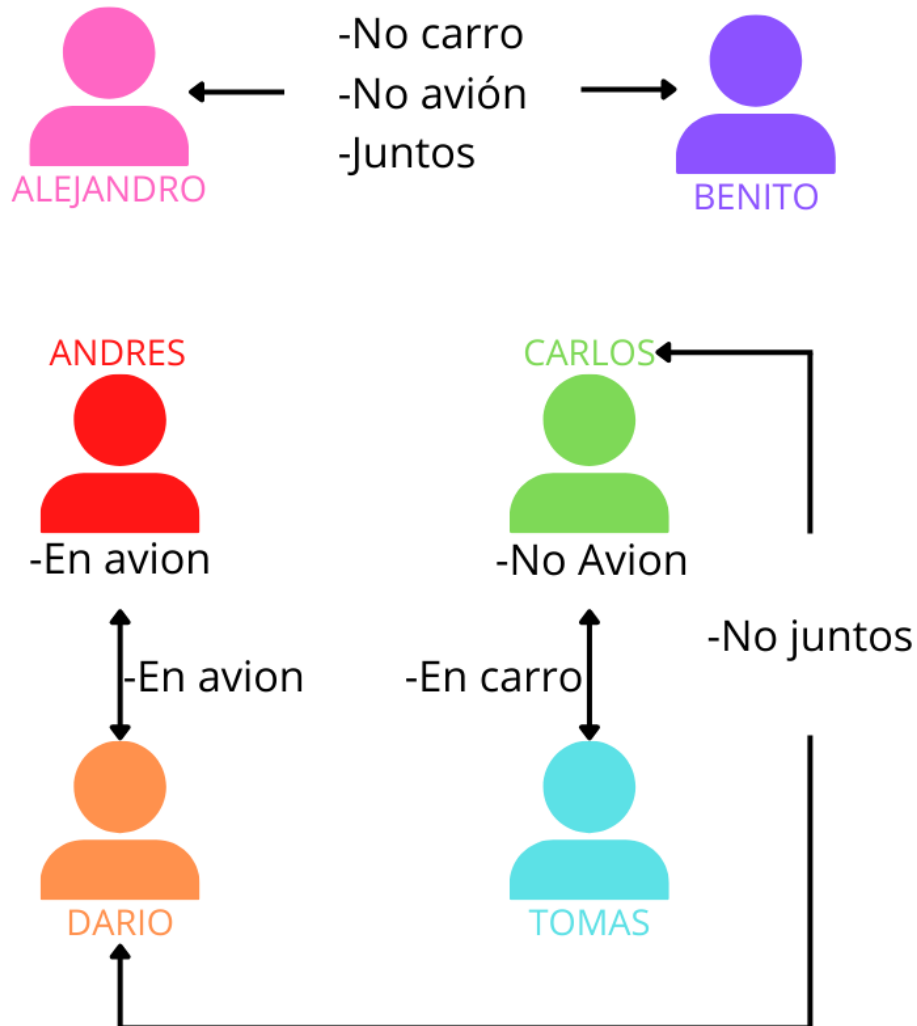 -No carro
-No avión
-Juntos
ALEJANDRO
BENITO
ANDRES
CARLOS
-En avion
-No Avion
-No juntos
-En avion
-En carro
DARIO
TOMAS